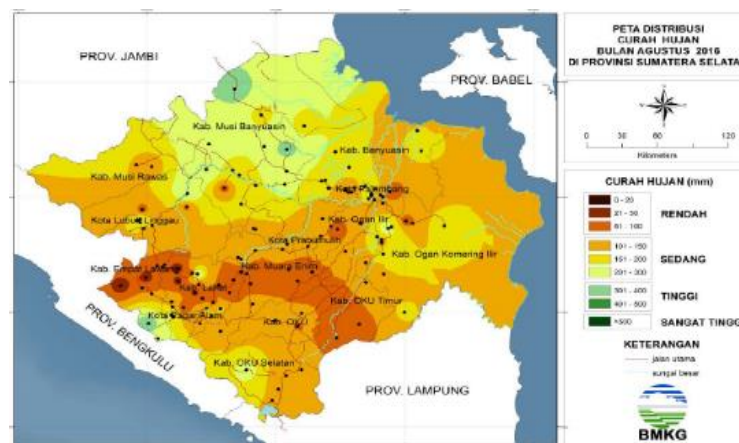 PETA DISTRIBUSI
CURAH HUJAN
BULAN AGUSTUS 2016
DI PROVINSI SUMATERA SELATA
0 30 60 120
Kilometers
CURAH HUJAN (mm)
0 - 20
21 - 50
51 - 100
RENDAH
101 - 150
151 - 200
201 - 300
SEDANG
301 - 400
401 - 500
TINGGI
>500
SANGAT TINGG
KETERANGAN
jalan utama
sungai besar
BMKG
PROV. JAMBI
PROV. BABEL
Kab. Musi Banyuasin
Kab. Banyuasin
Kab. Musi Rawas
Kota Palembang
Kota Lubuk Linggau
Kab. Ogan Ilir
Kota Prabumulih
Kab. Ogan Komering Ilir
Kab. Empat Lawang
Kab. Muara Enim
Kab. Lahat
Kab. OKU Timur
Kota Pagar Alam
Kab. OKU
PROV. BENGKULU
Kab. OKU Selatan
PROV. LAMPUNG